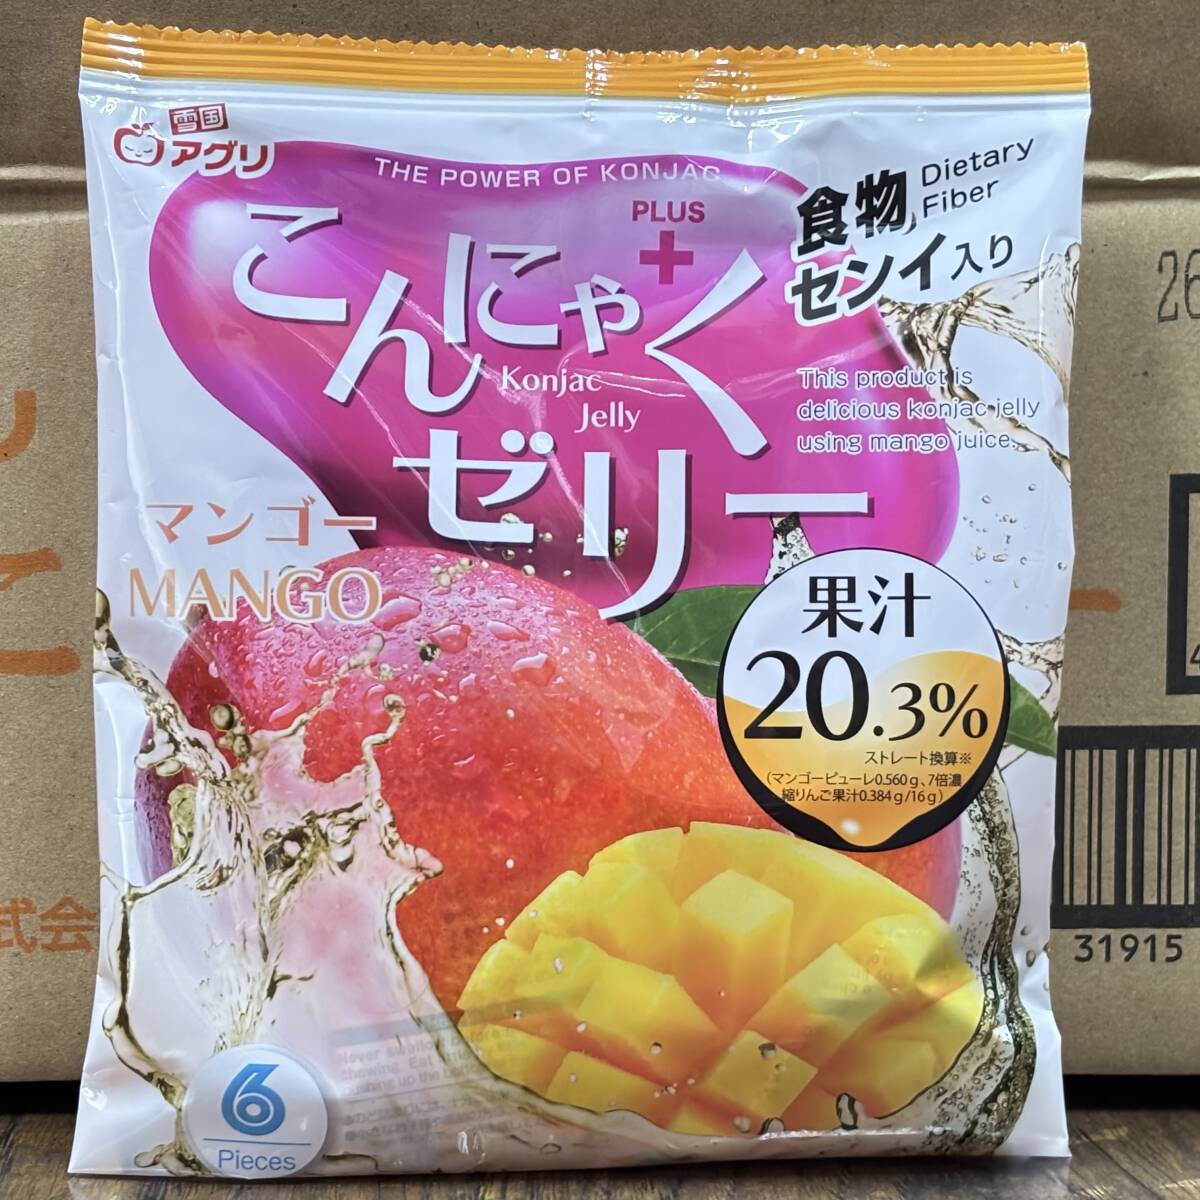 雪国
アグリ
THE POWER OF KONJAC
PLUS
+
こんにゃく
Konjac
Jelly
ゼリー
食物
センイ入り
Dietary
Fiber
This product is
delicious konjac jelly
using mango juice.
マンゴー
MANGO
果汁
20.3%
ストレート換算※
(マンゴーピューレ0.560g、7倍濃
縮りんご果汁0.384g/16g)
6
Pieces
26
31915
式会